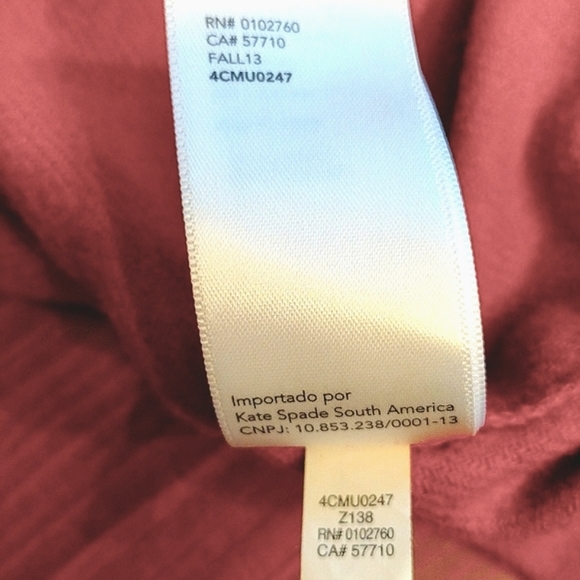 RN# 0102760
CA# 57710
FALL13
4CMU0247
Importado por
Kate Spade South America
CNPJ: 10.853.238/0001-13
4CMU0247
Z138
RN# 0102760
CA# 57710